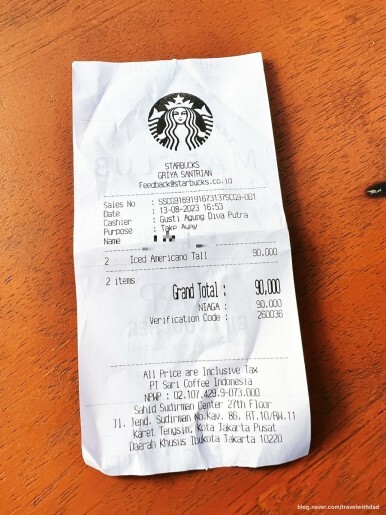 STARBUCKS
GRIYA SANTRIAN
Feedback@starbucks.co.id
Sales No : SSCG9169191673137SCG9-001
Date : 13-08-2023 16:53
Cashier : Gusti Agung Diva Putra
Purpose : Take Away
Name :
2 Iced Americano Tall 90,000
2 items
Grand Total : 90,000
NIAGA : 90,000
Verification Code : 260036
All Price are Inclusive Tax
PT Sari Coffee Indonesia
NPWP : 02.107.429.9-073.000
Sahid Sudirman Center 27th Floor
Jl. Jend. Sudirman No.Kav. 86, RT.10/RW.11
Karet Tengsin, Kota Jakarta Pusat
Daerah Khusus Ibukota Jakarta 10220
blog.naver.com/travelwithdad